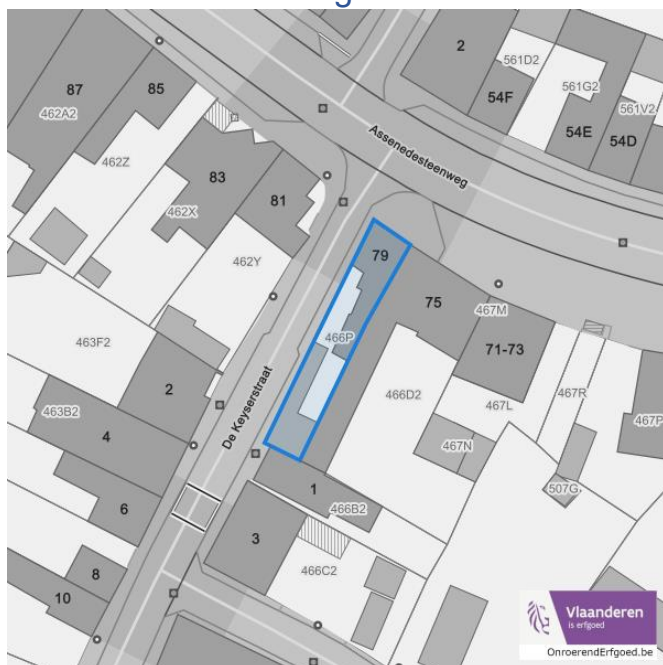 2
561D2
561G2
561V2
54F
54E
54D
87
462A2
85
462Z
Assenedesteenweg
83
462X
81
462Y
79
75
467M
71-73
466P
463F2
2
466D2
467L
467R
467P
463B2
4
De Keyserstraat
467N
507G
6
1
466B2
3
8
466C2
10
Vlaanderen
is erfgoed
OnroerendErfgoed.be